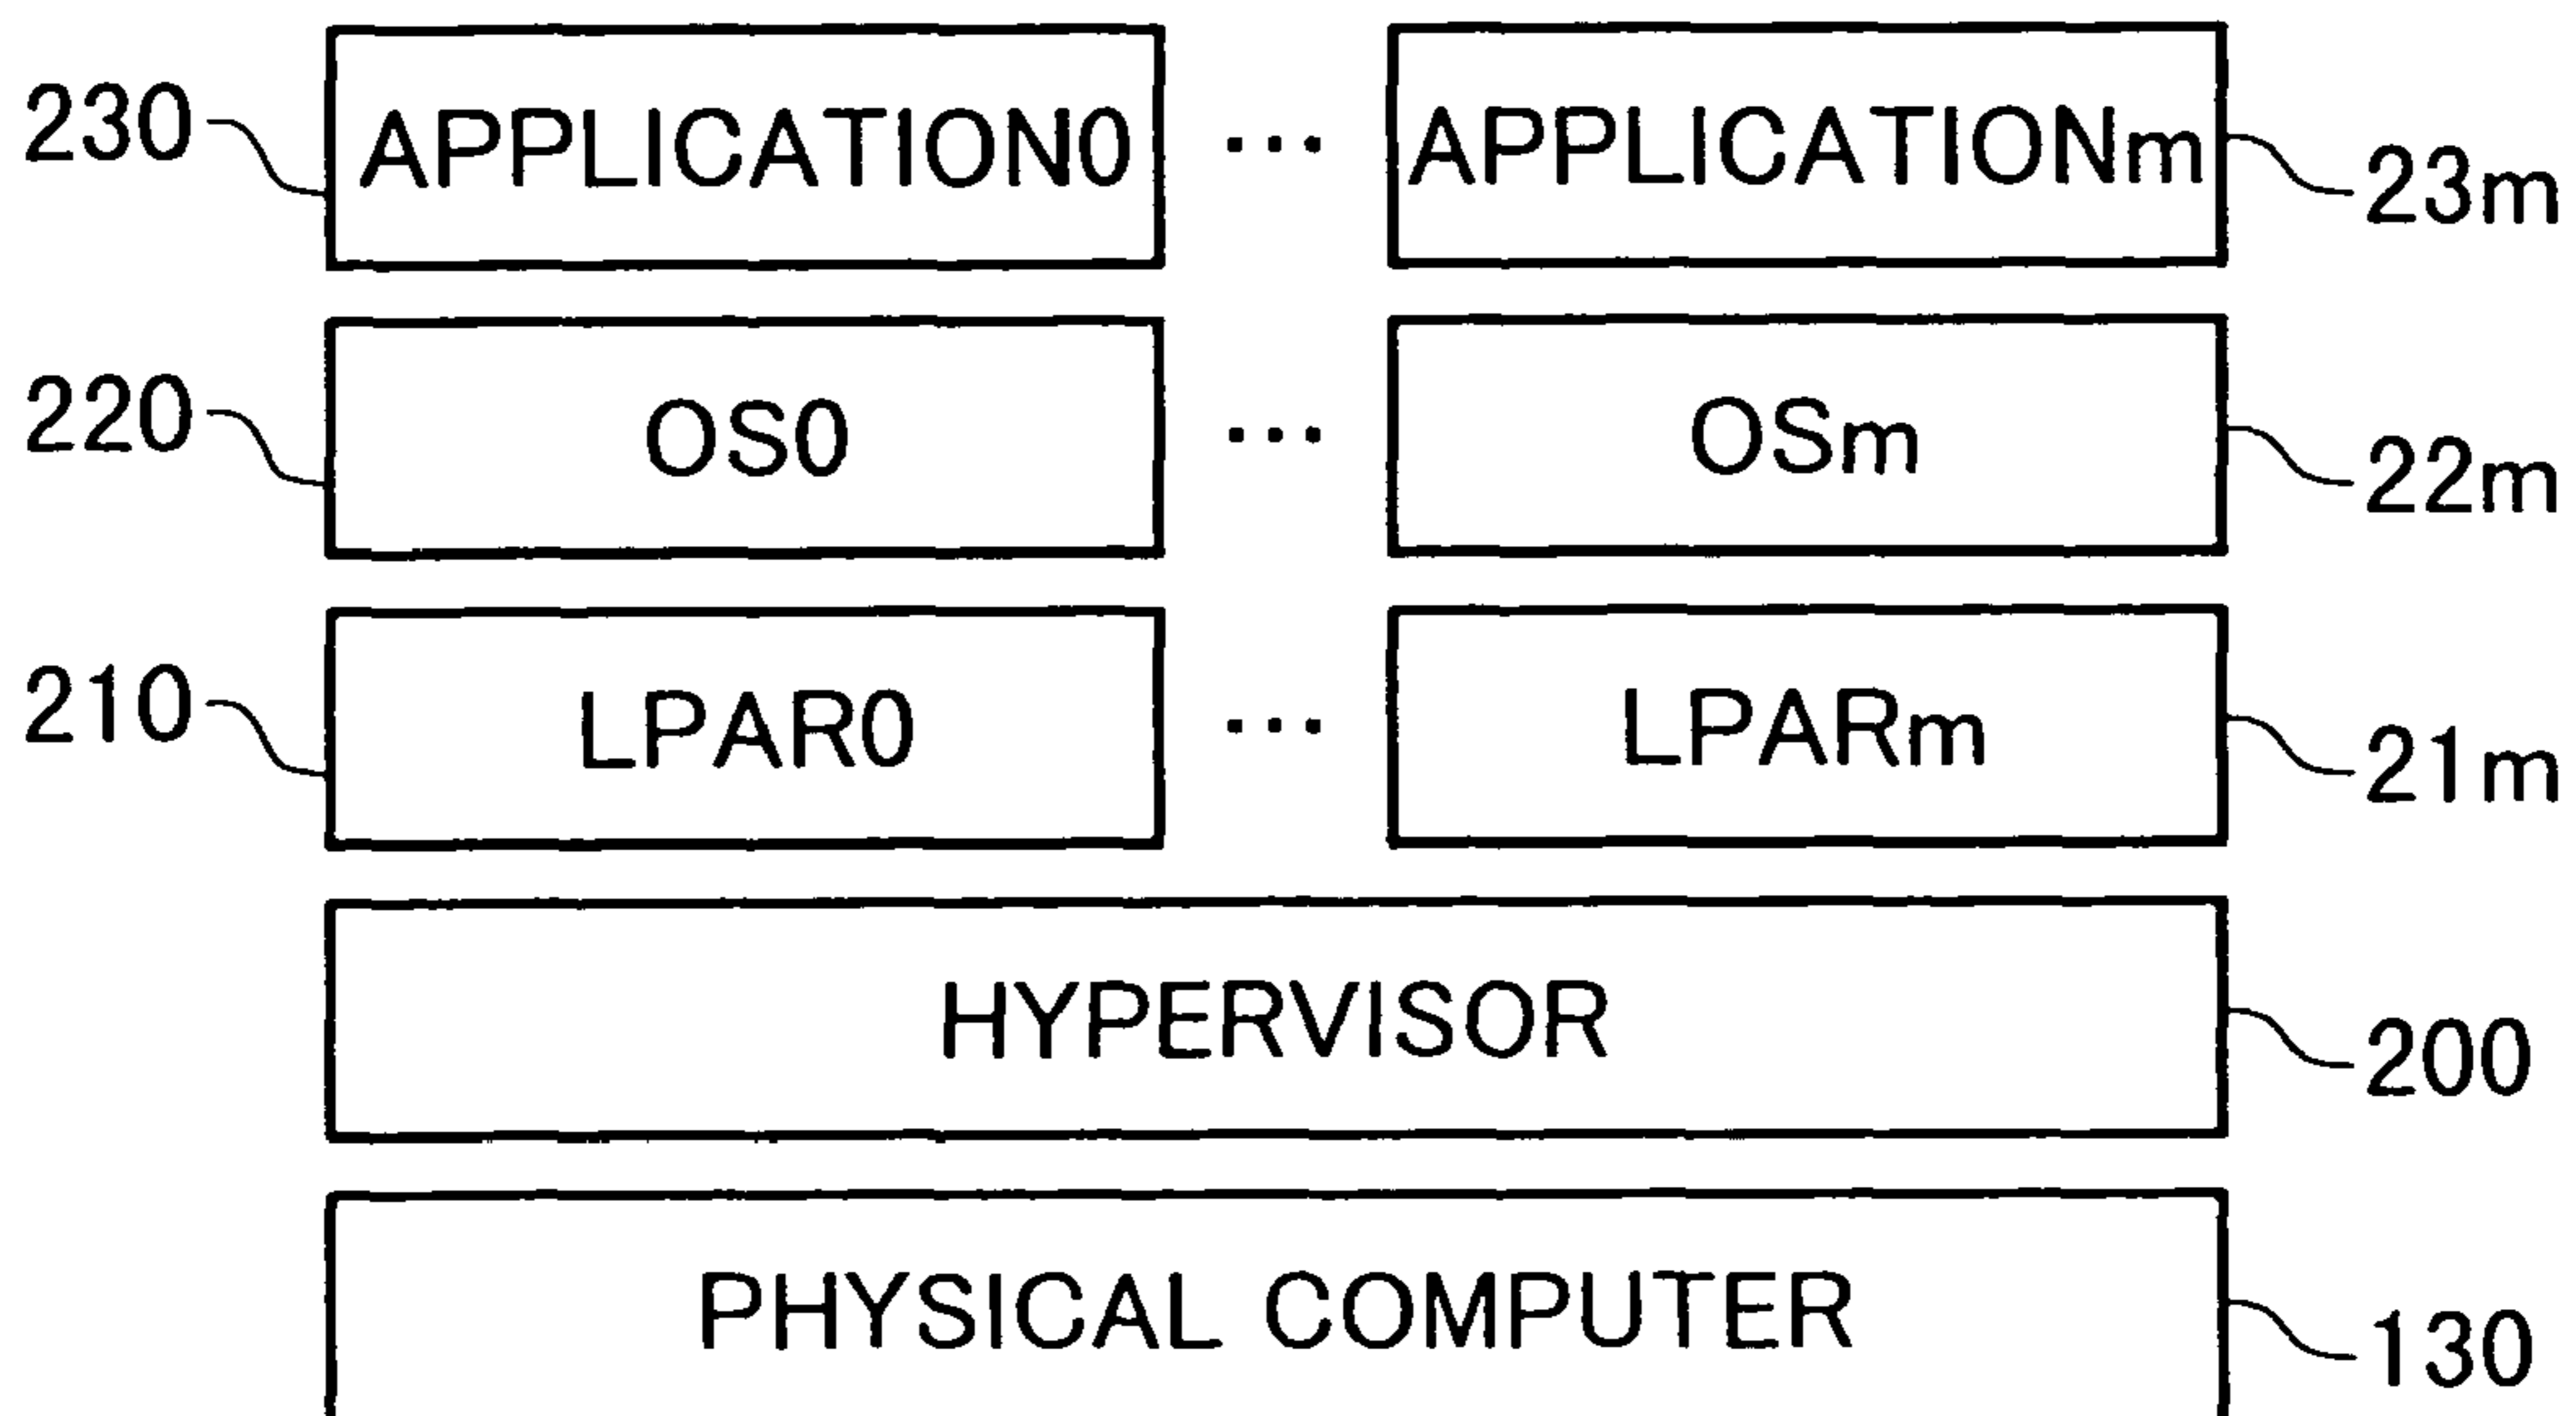 230 APPLICATION0 ... APPLICATIONm 23m
220 OS0 ... OSm 22m
210 LPAR0 ... LPARm 21m
HYPERVISOR 200
PHYSICAL COMPUTER 130